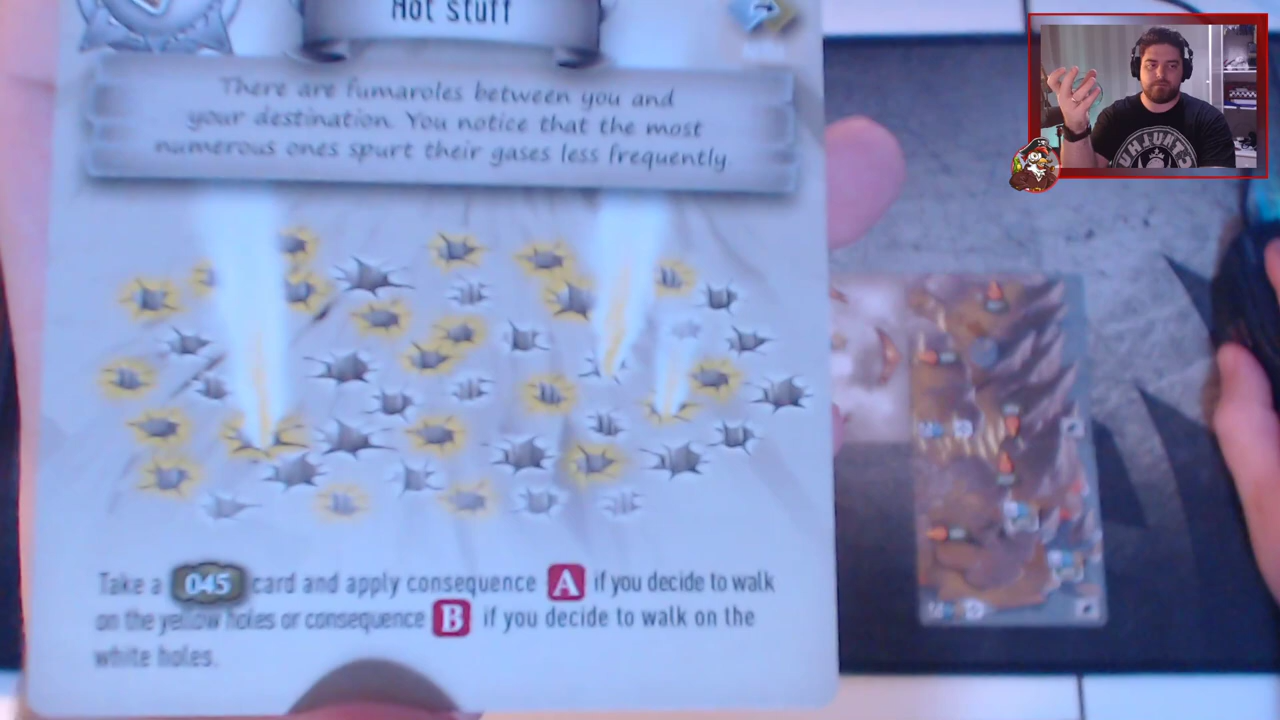 Hot stuff
There are fumaroles between you and
your destination. You notice that the most
numerous ones spurt their gases less frequently.
Take a 045 card and apply consequence A if you decide to walk
on the yellow holes or consequence B if you decide to walk on the
white holes.
CTHULHU